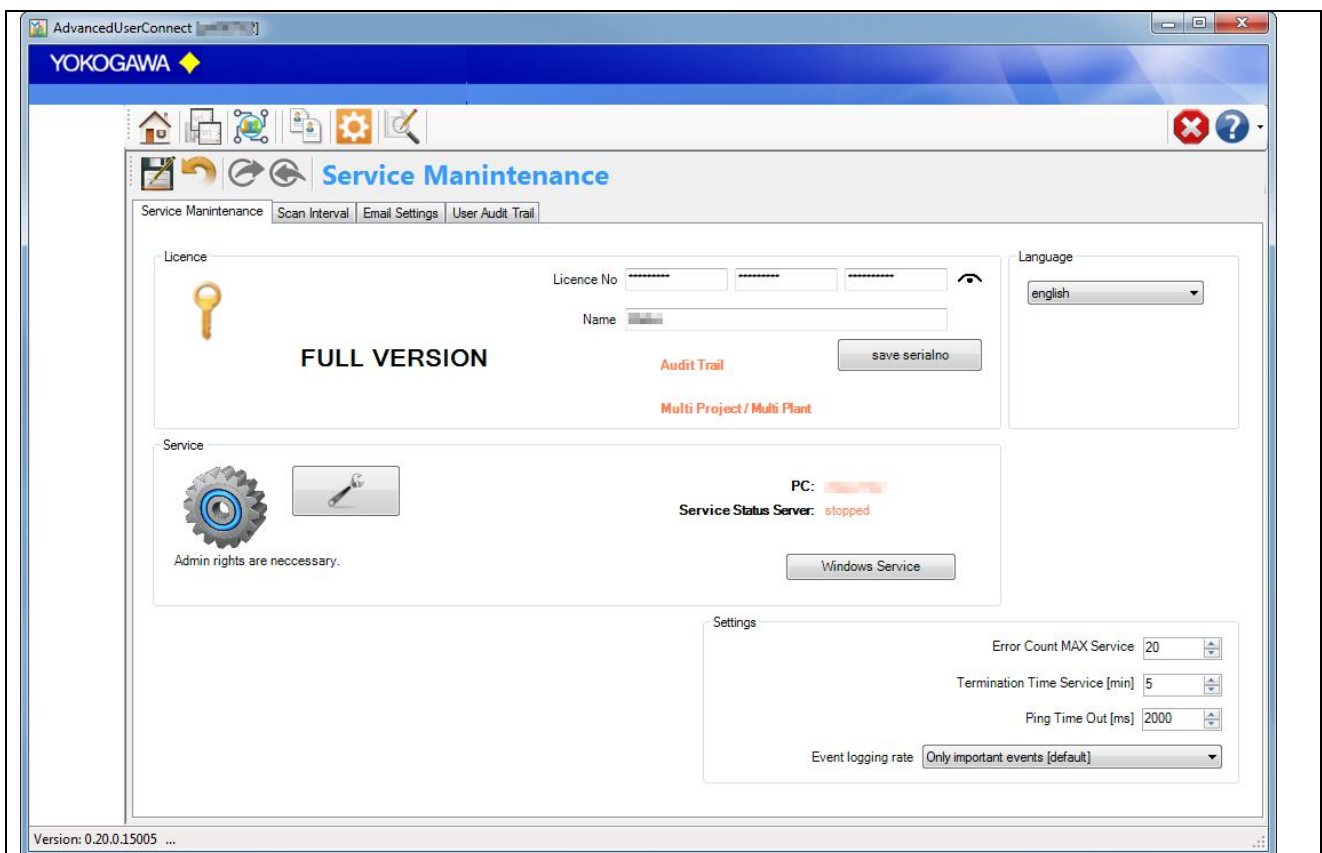 AdvancedUserConnect
YOKOGAWA
Service Manintenance
Service Manintenance Scan Interval Email Settings User Audit Trail
Licence
Language
Licence No ********* ********* **********
english
Name
FULL VERSION
save serialno
Audit Trail
Multi Project / Multi Plant
Service
PC:
Service Status Server: stopped
Admin rights are neccessary.
Windows Service
Settings
Error Count MAX Service 20
Termination Time Service [min] 5
Ping Time Out [ms] 2000
Event logging rate Only important events [default]
Version: 0.20.0.15005 ...